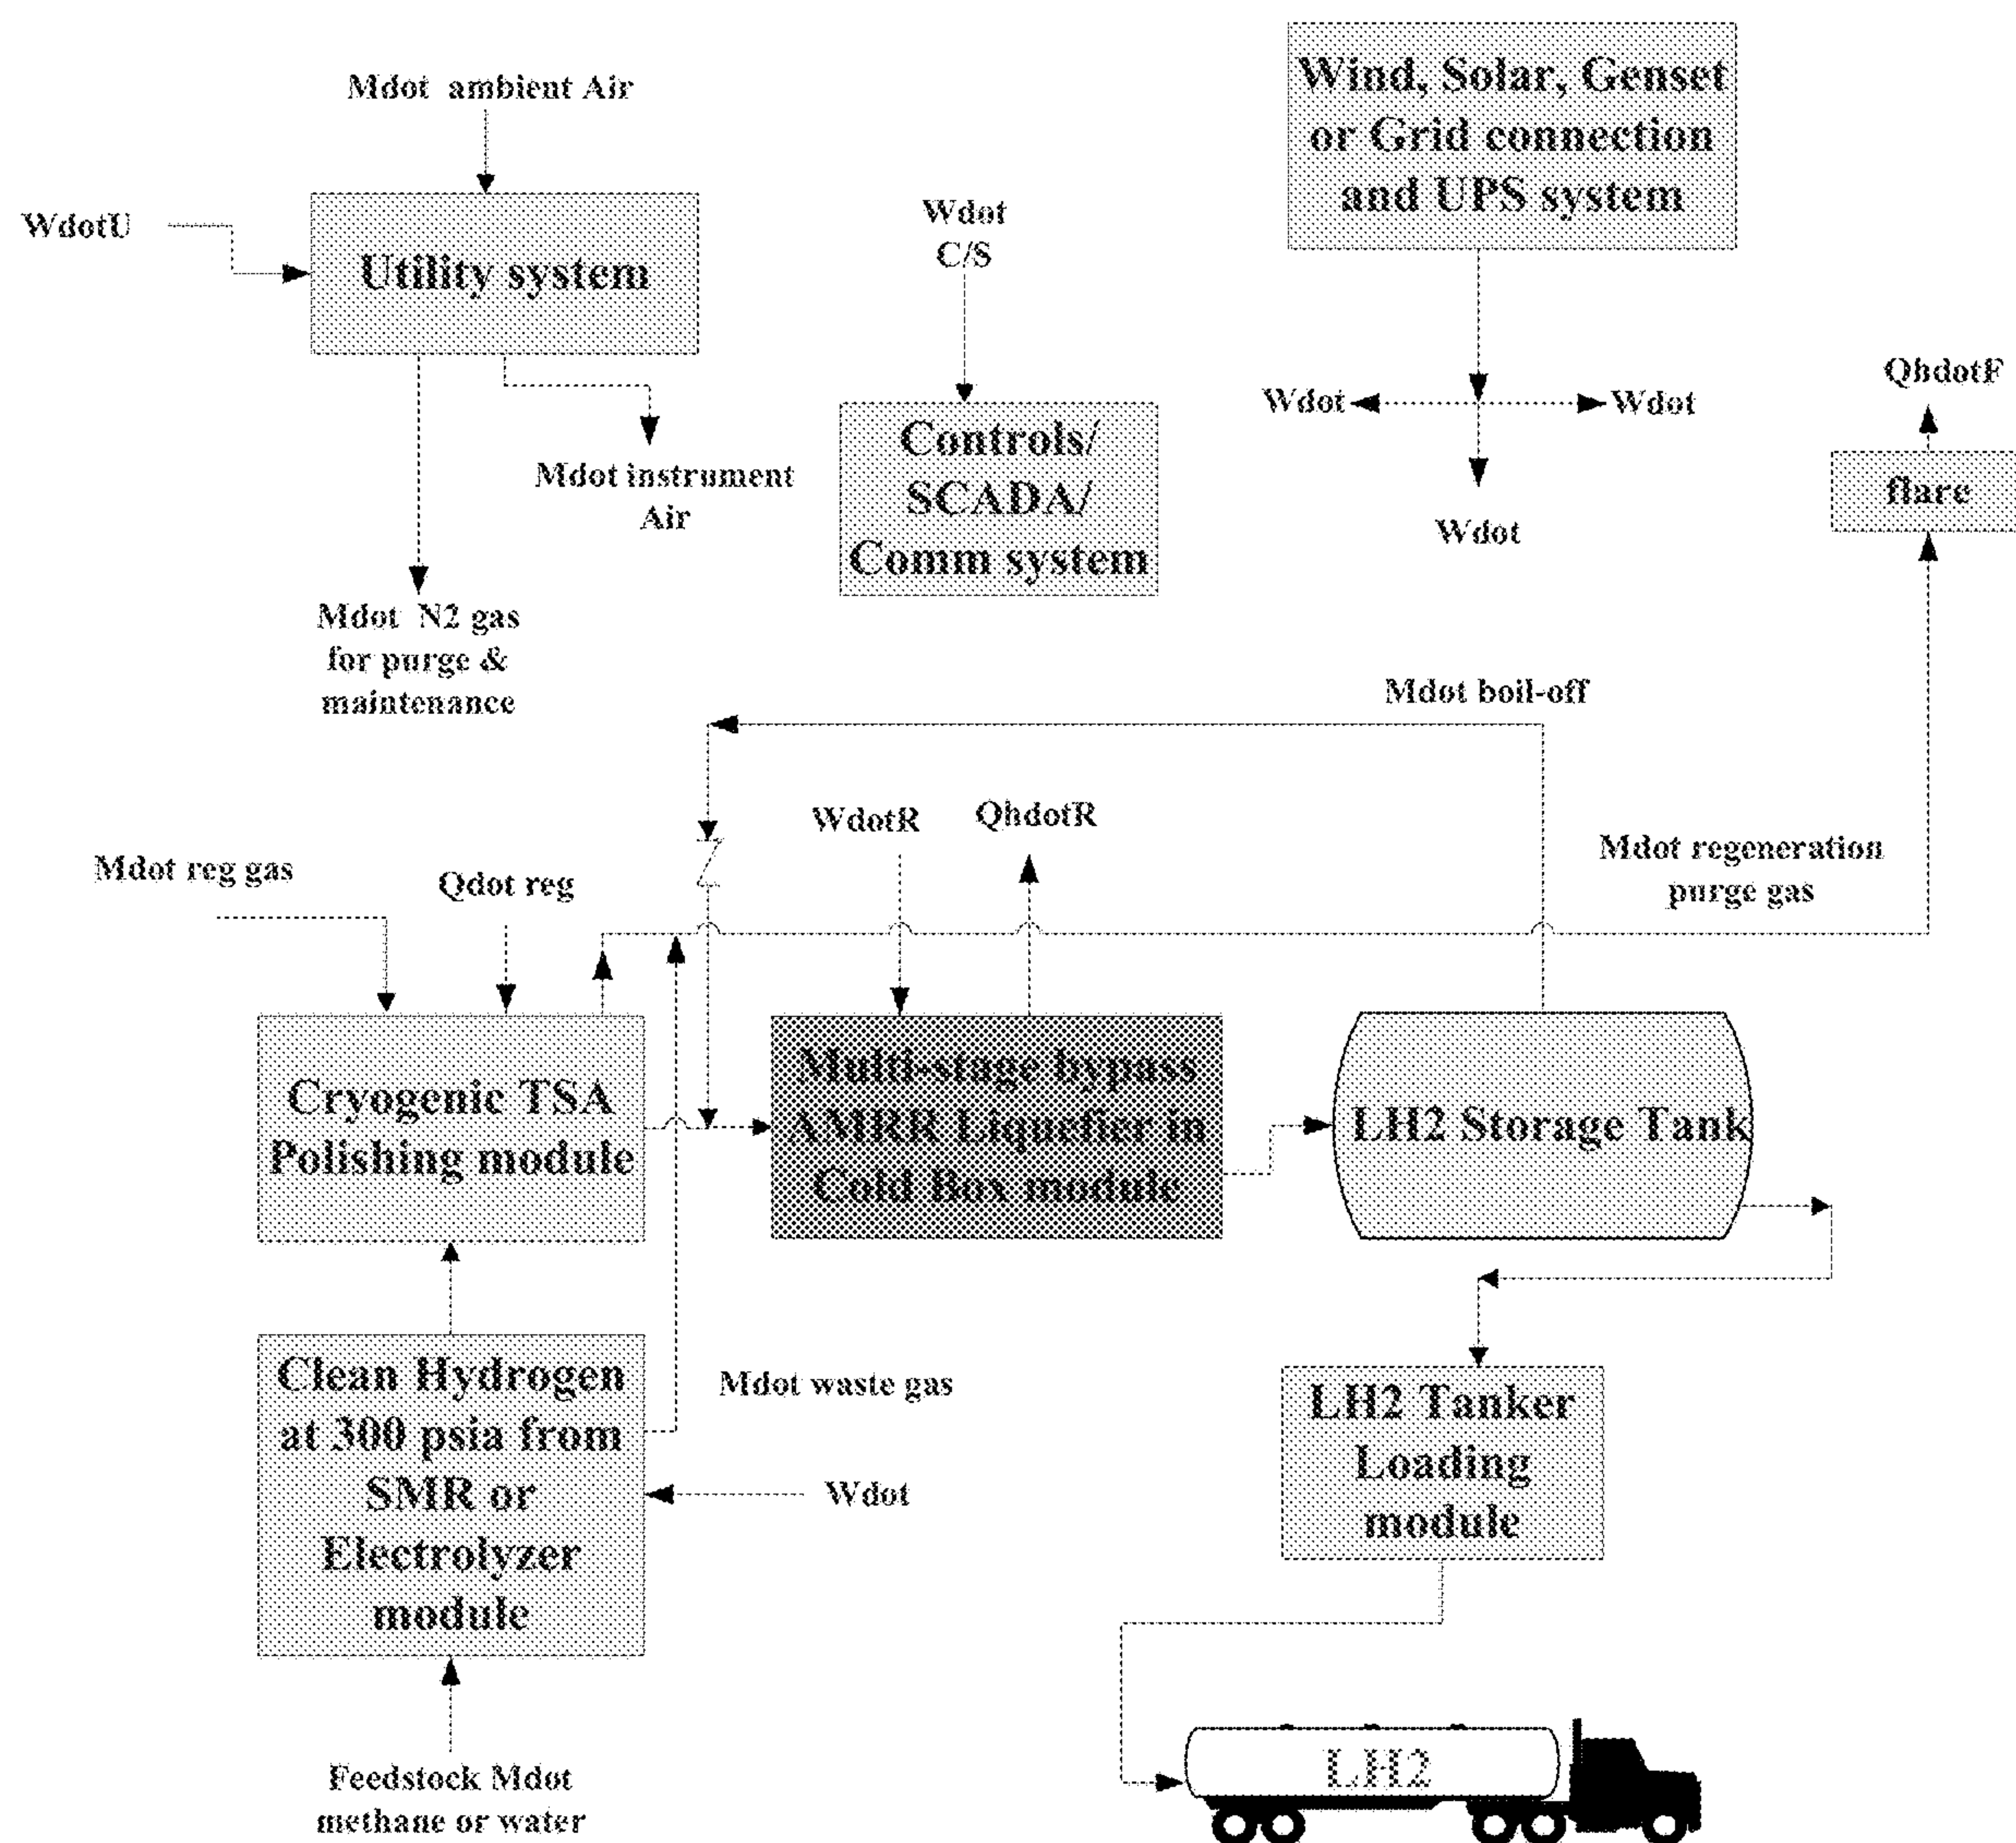 Mdot ambient Air
WdotU
Utility system
Mdot instrument
Air
Mdot N2 gas
for purge &
maintenance
Wdot
C/S
Controls/
SCADA/
Comm system
Wind, Solar, Genset
or Grid connection
and UPS system
Wdot
Wdot
Wdot
QhdotF
flare
Mdot boil-off
WdotR
QhdotR
Mdot regeneration
purge gas
Mdot reg gas
Qdot reg
Cryogenic TSA
Polishing module
Multi-stage bypass
AMRR Liquefier in
Cold Box module
LH2 Storage Tank
Clean Hydrogen
at 300 psia from
SMR or
Electrolyzer
module
Mdot waste gas
Wdot
LH2 Tanker
Loading
module
Feedstock Mdot
methane or water
LH2